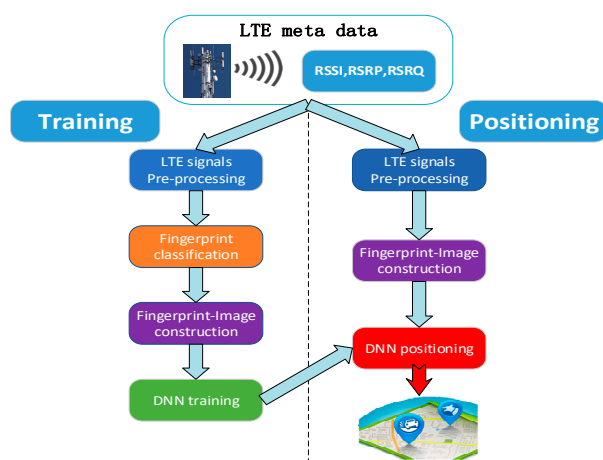 LTE meta data
RSSI,RSRP,RSRQ
Training
Positioning
LTE signals
Pre-processing
LTE signals
Pre-processing
Fingerprint
classification
Fingerprint-Image
construction
Fingerprint-Image
construction
DNN positioning
DNN training